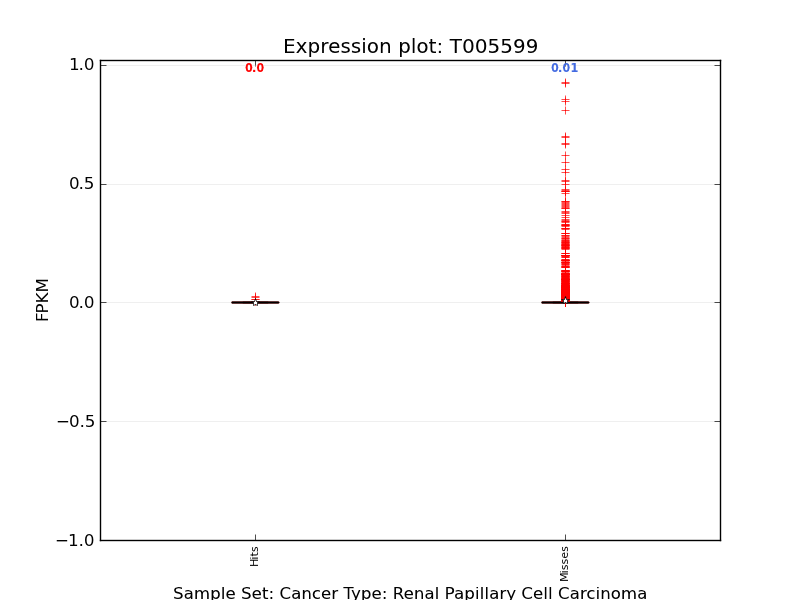 Expression plot: T005599
1.0
0.0
0.01
0.5
0.0
−0.5
−1.0
FPKM
Hits
Misses
Sample Set: Cancer Type: Renal Papillary Cell Carcinoma